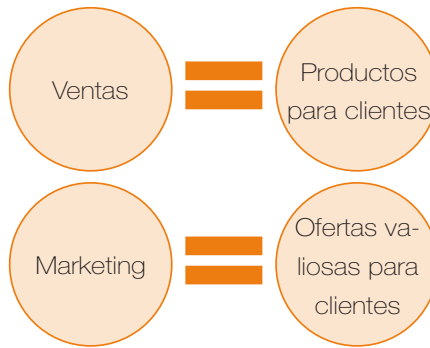 Ventas
Productos
para clientes
Marketing
Ofertas va-
liosas para
clientes